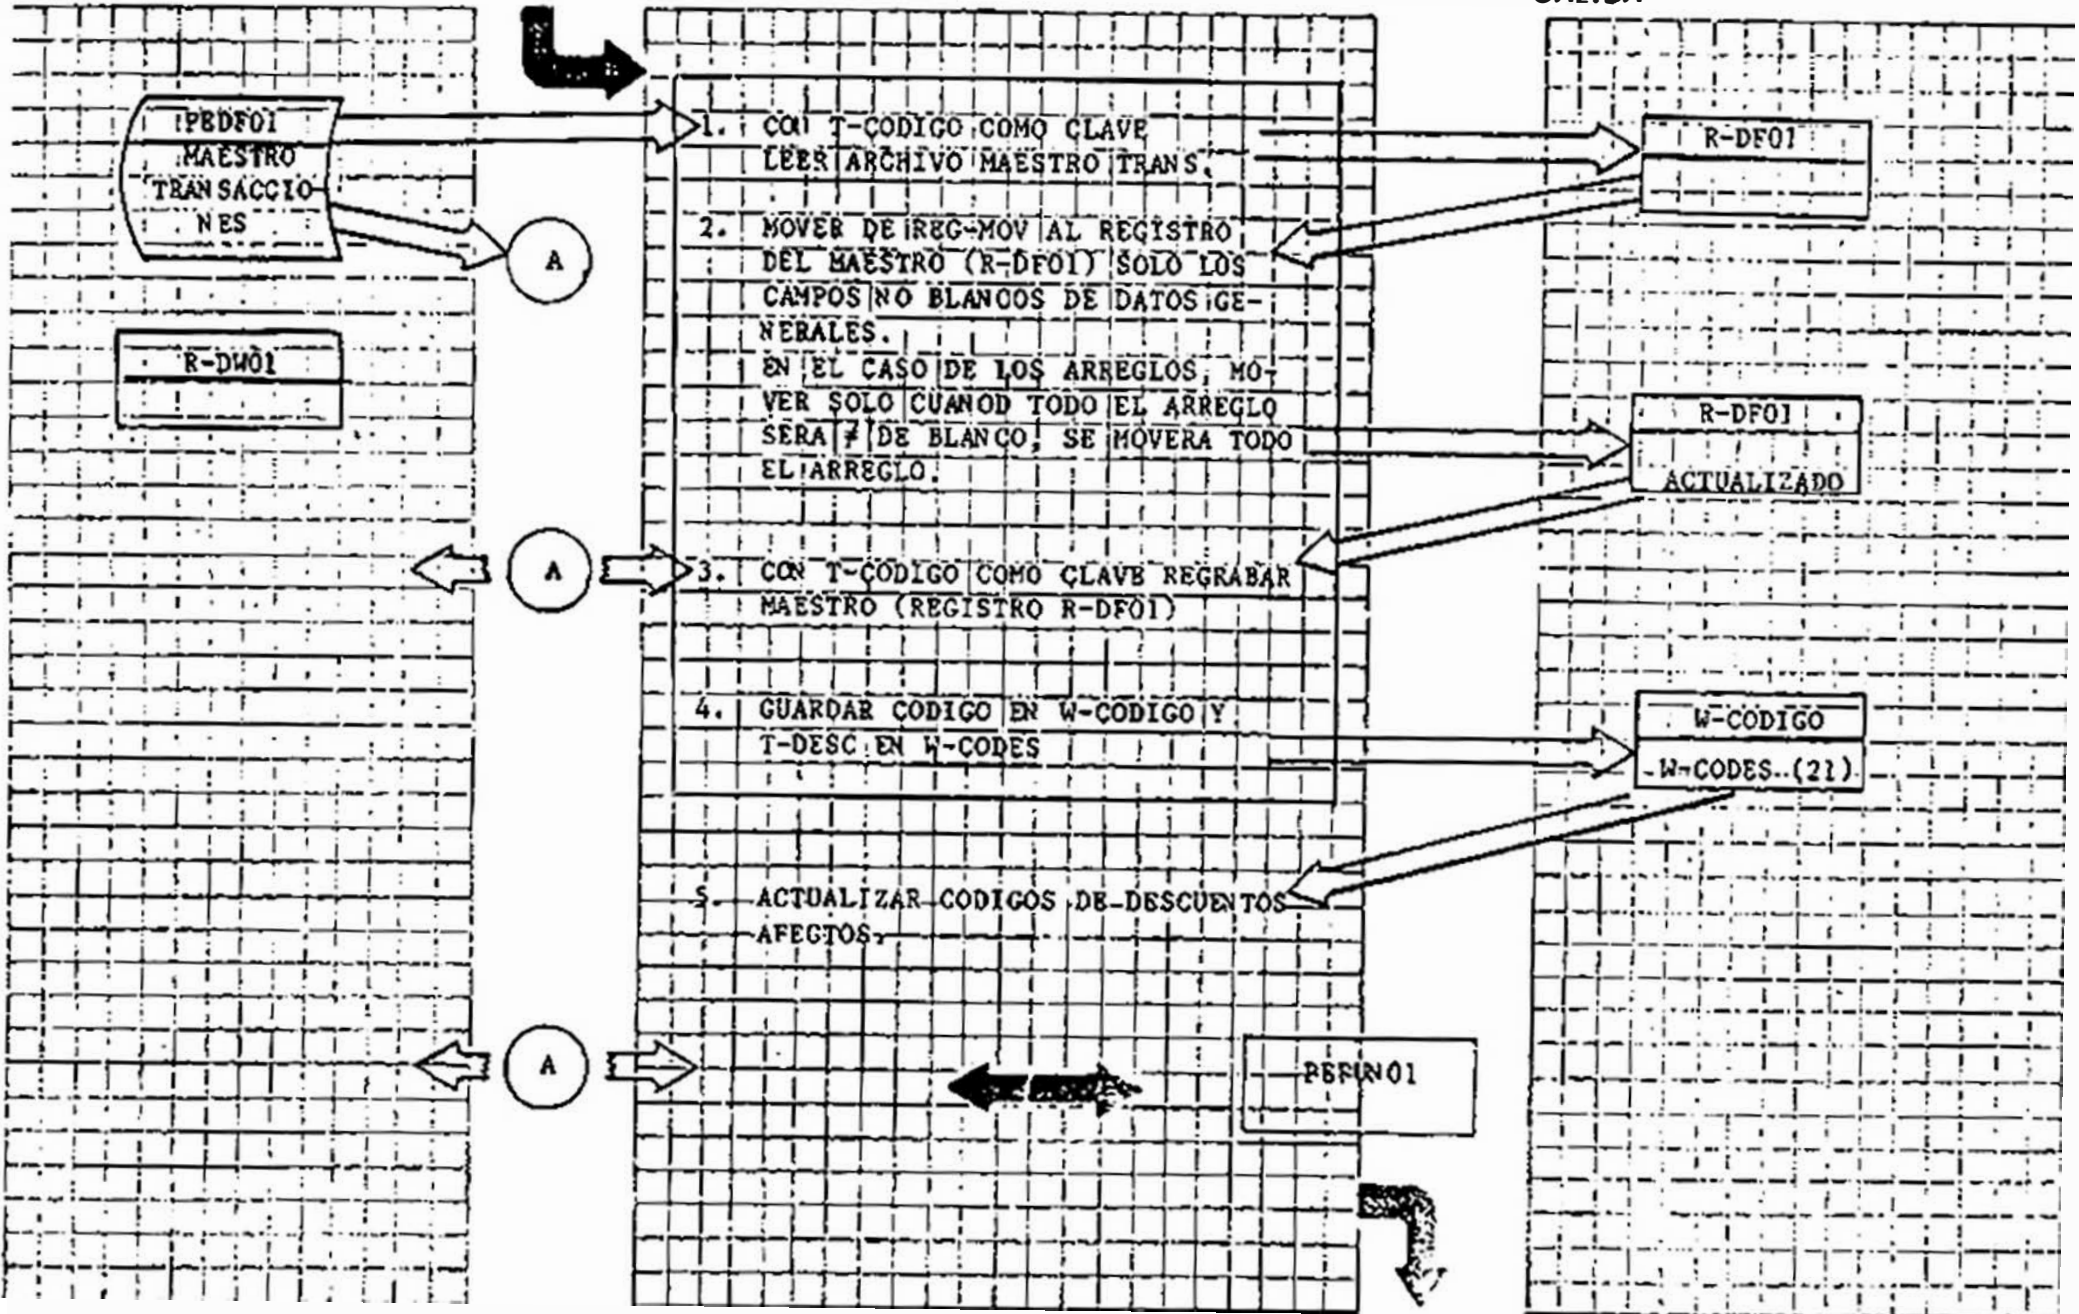 PEDF01
MAESTRO
TRANSACCIO-
NES
A
R-DW01
A
A
1. CON T-CODIGO COMO CLAVE
LEER ARCHIVO MAESTRO TRANS.
2. MOVER DE REG-MOV AL REGISTRO
DEL MAESTRO (R-DF01) SOLO LOS
CAMPOS NO BLANCOS DE DATOS GE-
NERALES.
EN EL CASO DE LOS ARREGLOS, MO-
VER SOLO CUANOD TODO EL ARREGLO
SERA ≠ DE BLANCO, SE MOVERA TODO
EL ARREGLO.
3. CON T-CODIGO COMO CLAVE REGRABAR
MAESTRO (REGISTRO R-DF01)
4. GUARDAR CODIGO EN W-CODIGO Y
T-DESC EN W-CODES
5. ACTUALIZAR CODIGOS DE DESCUENTOS
AFECTOS.
R-DF01
R-DF01
ACTUALIZADO
W-CODIGO
W-CODES (21)